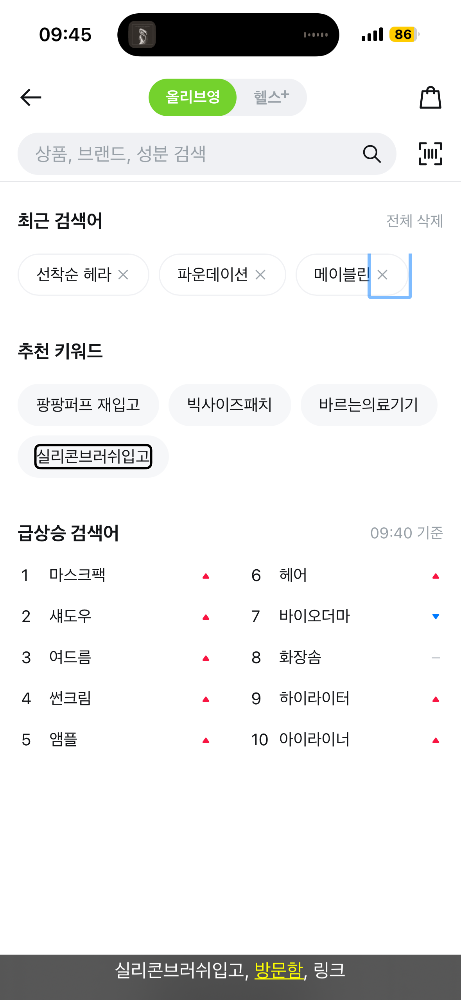 09:45
86
올리브영 헬스+
상품, 브랜드, 성분 검색
최근 검색어 전체 삭제
선착순 헤라 파운데이션 메이블린
추천 키워드
팡팡퍼프 재입고 빅사이즈패치 바르는의료기기
실리콘브러쉬입고
급상승 검색어 09:40 기준
1 마스크팩 6 헤어
2 섀도우 7 바이오더마
3 여드름 8 화장솜
4 썬크림 9 하이라이터
5 앰플 10 아이라이너
실리콘브러쉬입고, 방문함, 링크